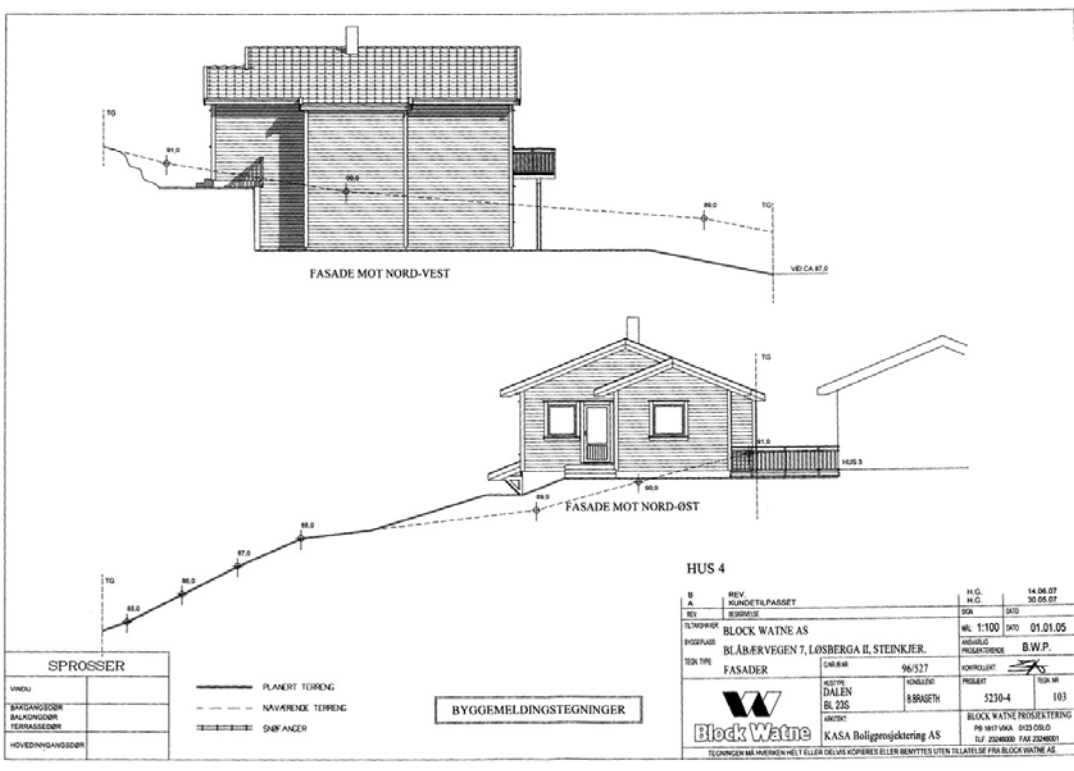 TG
91,0
90,0
89,0
TG
VEI CA 87,0
FASADE MOT NORD-VEST
TG
91,0
HUS 3
90,0
89,0
FASADE MOT NORD-ØST
88,0
87,0
86,0
85,0
TG
HUS 4
SPROSSER
VINDU
BAKGANGSDØR
BALKONGDØR
TERRASSEDØR
HOVEDINNGANGSDØR
PLANERT TERRENG
NÅVÆRENDE TERRENG
SNØFANGER
BYGGEMELDINGSTEGNINGER
B REV. H.G. 14.06.07
A KUNDETILPASSET H.G. 30.05.07
REV. BESKRIVELSE SIGN DATO
TILTAKSHAVER BLOCK WATNE AS MÅL 1:100 DATO 01.01.05
BYGGEPLASS BLÅBÆRVEGEN 7, LØSBERGA II, STEINKJER. ANSVARLIG PROSJEKTERENDE B.W.P.
TEGN. TYPE FASADER 96/527 KONTROLLERT
HUSTYPE DALEN BL 23S KONSULENT B.BRASETH PROSJEKT 5230-4 TEGN. NR 103
Block Watne
ARKITEKT KASA Boligprosjektering AS
BLOCK WATNE PROSJEKTERING
PB 1817 VIKA 0123 OSLO
TLF. 23246000 FAX 23246001
TEGNINGEN MÅ HVERKEN HELT ELLER DELVIS KOPIERES ELLER BENYTTES UTEN TILLATELSE FRA BLOCK WATNE AS.